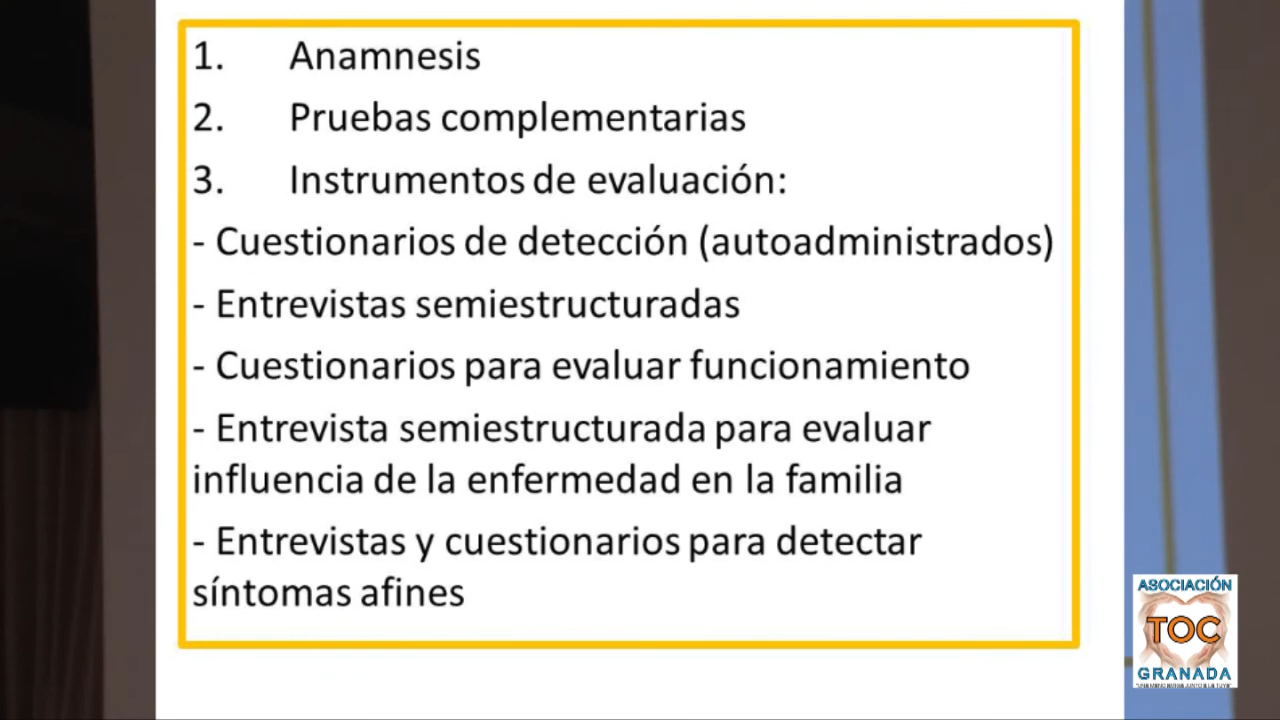 1. Anamnesis
2. Pruebas complementarias
3. Instrumentos de evaluación:
- Cuestionarios de detección (autoadministrados)
- Entrevistas semiestructuradas
- Cuestionarios para evaluar funcionamiento
- Entrevista semiestructurada para evaluar
influencia de la enfermedad en la familia
- Entrevistas y cuestionarios para detectar
síntomas afines
ASOCIACIÓN
TOC
GRANADA